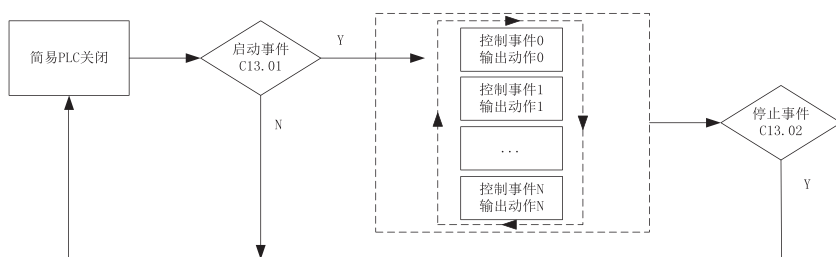 简易PLC关闭
启动事件
C13.01
Y
N
控制事件0
输出动作0
控制事件1
输出动作1
...
控制事件N
输出动作N
停止事件
C13.02
Y